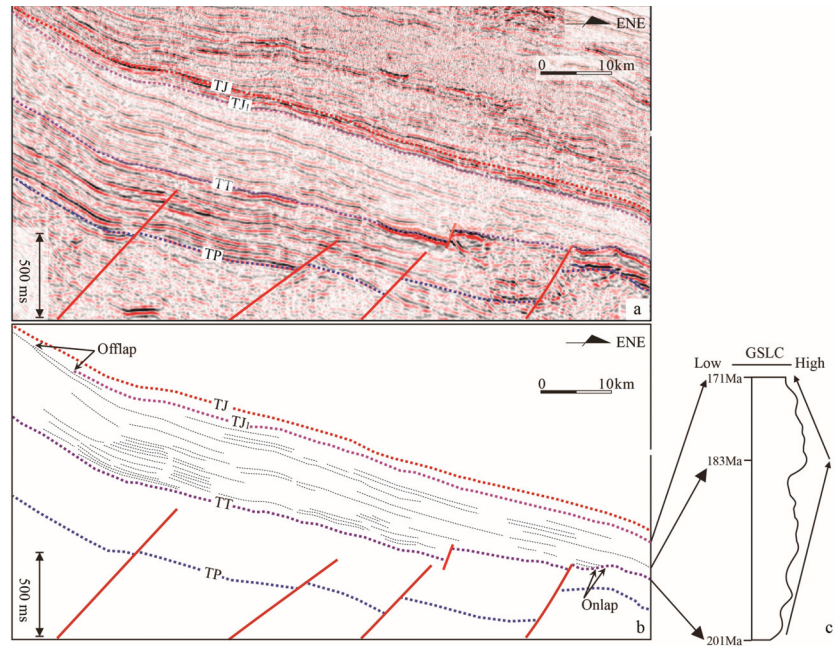 ENE
0 10km
TJ
TJ1
TT
TP
500 ms
a
Offlap
ENE
0 10km
TJ
TJ1
TT
TP
500 ms
Onlap
b
GSLC
Low High
171Ma
183Ma
201Ma
c